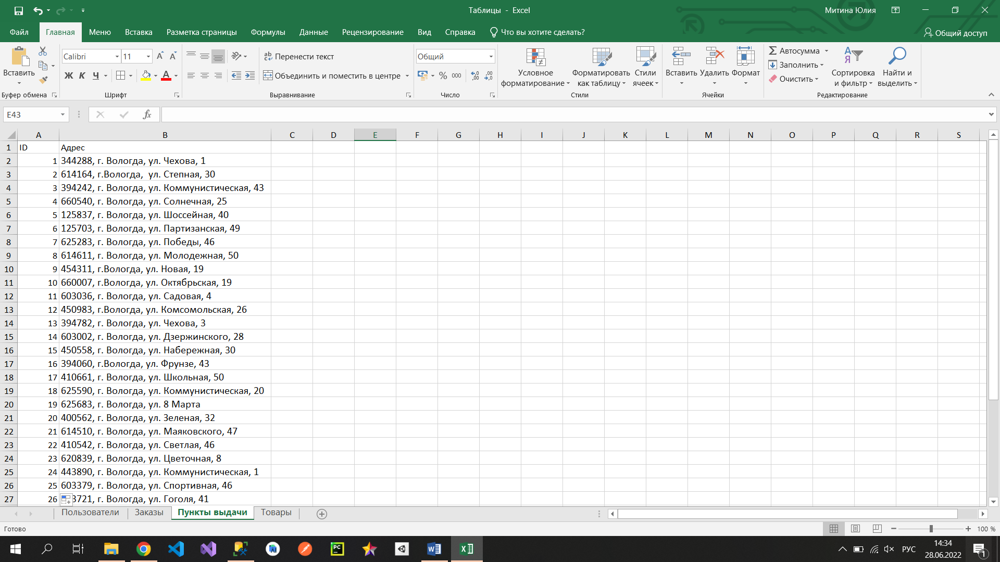 Таблицы - Excel
Митина Юлия
Файл Главная Меню Вставка Разметка страницы Формулы Данные Рецензирование Вид Справка Что вы хотите сделать? Общий доступ
Вставить
Буфер обмена
Calibri 11
Ж К Ч
Шрифт
Перенести текст
Объединить и поместить в центре
Выравнивание
Общий
% 000
Число
Условное форматирование
Форматировать как таблицу
Стили ячеек
Стили
Вставить Удалить Формат
Ячейки
Автосумма
Заполнить
Очистить
Сортировка и фильтр
Найти и выделить
Редактирование
E43 fx
A B C D E F G H I J K L M N O P Q R S
1 ID Адрес
2 1 344288, г. Вологда, ул. Чехова, 1
3 2 614164, г.Вологда,  ул. Степная, 30
4 3 394242, г. Вологда, ул. Коммунистическая, 43
5 4 660540, г. Вологда, ул. Солнечная, 25
6 5 125837, г. Вологда, ул. Шоссейная, 40
7 6 125703, г. Вологда, ул. Партизанская, 49
8 7 625283, г. Вологда, ул. Победы, 46
9 8 614611, г. Вологда, ул. Молодежная, 50
10 9 454311, г.Вологда, ул. Новая, 19
11 10 660007, г.Вологда, ул. Октябрьская, 19
12 11 603036, г. Вологда, ул. Садовая, 4
13 12 450983, г.Вологда, ул. Комсомольская, 26
14 13 394782, г. Вологда, ул. Чехова, 3
15 14 603002, г. Вологда, ул. Дзержинского, 28
16 15 450558, г. Вологда, ул. Набережная, 30
17 16 394060, г.Вологда, ул. Фрунзе, 43
18 17 410661, г. Вологда, ул. Школьная, 50
19 18 625590, г. Вологда, ул. Коммунистическая, 20
20 19 625683, г. Вологда, ул. 8 Марта
21 20 400562, г. Вологда, ул. Зеленая, 32
22 21 614510, г. Вологда, ул. Маяковского, 47
23 22 410542, г. Вологда, ул. Светлая, 46
24 23 620839, г. Вологда, ул. Цветочная, 8
25 24 443890, г. Вологда, ул. Коммунистическая, 1
26 25 603379, г. Вологда, ул. Спортивная, 46
27 26 3721, г. Вологда, ул. Гоголя, 41
Пользователи Заказы Пункты выдачи Товары
Готово
100 %
РУС
14:34
28.06.2022
1